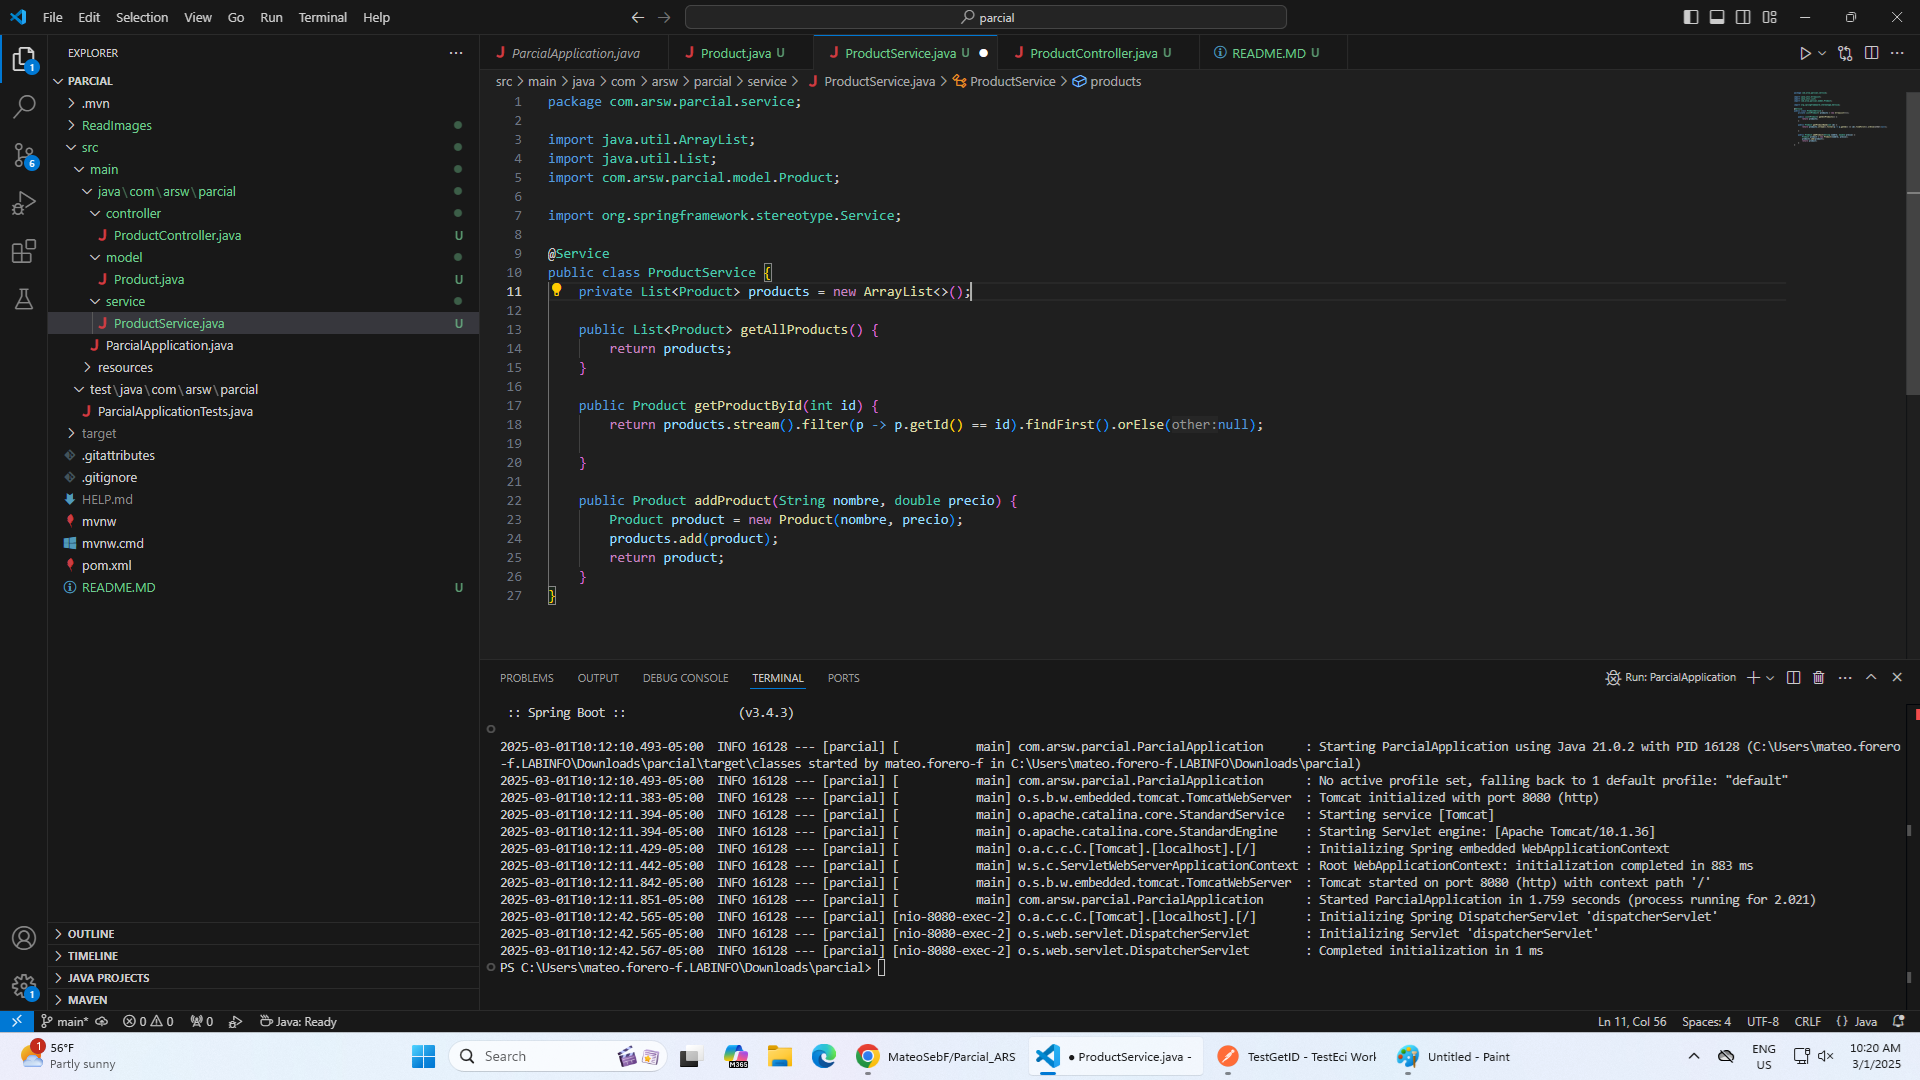 File Edit Selection View Go Run Terminal Help
parcial
EXPLORER
PARCIAL
.mvn
ReadImages
src
main
java\com\arsw\parcial
controller
ProductController.java U
model
Product.java U
service
ProductService.java U
ParcialApplication.java
resources
test\java\com\arsw\parcial
ParcialApplicationTests.java
target
.gitattributes
.gitignore
HELP.md
mvnw
mvnw.cmd
pom.xml
README.MD U
OUTLINE
TIMELINE
JAVA PROJECTS
MAVEN
1
6
1
ParcialApplication.java
Product.java U
ProductService.java U
ProductController.java U
README.MD U
src > main > java > com > arsw > parcial > service > ProductService.java > ProductService > products
1 package com.arsw.parcial.service;
2
3 import java.util.ArrayList;
4 import java.util.List;
5 import com.arsw.parcial.model.Product;
6
7 import org.springframework.stereotype.Service;
8
9 @Service
10 public class ProductService {
11 private List<Product> products = new ArrayList<>();
12
13 public List<Product> getAllProducts() {
14 return products;
15 }
16
17 public Product getProductById(int id) {
18 return products.stream().filter(p -> p.getId() == id).findFirst().orElse(other:null);
19
20 }
21
22 public Product addProduct(String nombre, double precio) {
23 Product product = new Product(nombre, precio);
24 products.add(product);
25 return product;
26 }
27 }
PROBLEMS OUTPUT DEBUG CONSOLE TERMINAL PORTS
Run: ParcialApplication
:: Spring Boot :: (v3.4.3)
2025-03-01T10:12:10.493-05:00 INFO 16128 --- [parcial] [ main] com.arsw.parcial.ParcialApplication : Starting ParcialApplication using Java 21.0.2 with PID 16128 (C:\Users\mateo.forero
-f.LABINFO\Downloads\parcial\target\classes started by mateo.forero-f in C:\Users\mateo.forero-f.LABINFO\Downloads\parcial)
2025-03-01T10:12:10.493-05:00 INFO 16128 --- [parcial] [ main] com.arsw.parcial.ParcialApplication : No active profile set, falling back to 1 default profile: "default"
2025-03-01T10:12:11.383-05:00 INFO 16128 --- [parcial] [ main] o.s.b.w.embedded.tomcat.TomcatWebServer : Tomcat initialized with port 8080 (http)
2025-03-01T10:12:11.394-05:00 INFO 16128 --- [parcial] [ main] o.apache.catalina.core.StandardService : Starting service [Tomcat]
2025-03-01T10:12:11.394-05:00 INFO 16128 --- [parcial] [ main] o.apache.catalina.core.StandardEngine : Starting Servlet engine: [Apache Tomcat/10.1.36]
2025-03-01T10:12:11.429-05:00 INFO 16128 --- [parcial] [ main] o.a.c.c.C.[Tomcat].[localhost].[/] : Initializing Spring embedded WebApplicationContext
2025-03-01T10:12:11.442-05:00 INFO 16128 --- [parcial] [ main] w.s.c.ServletWebServerApplicationContext : Root WebApplicationContext: initialization completed in 883 ms
2025-03-01T10:12:11.842-05:00 INFO 16128 --- [parcial] [ main] o.s.b.w.embedded.tomcat.TomcatWebServer : Tomcat started on port 8080 (http) with context path '/'
2025-03-01T10:12:11.851-05:00 INFO 16128 --- [parcial] [ main] com.arsw.parcial.ParcialApplication : Started ParcialApplication in 1.759 seconds (process running for 2.021)
2025-03-01T10:12:42.565-05:00 INFO 16128 --- [parcial] [nio-8080-exec-2] o.a.c.c.C.[Tomcat].[localhost].[/] : Initializing Spring DispatcherServlet 'dispatcherServlet'
2025-03-01T10:12:42.565-05:00 INFO 16128 --- [parcial] [nio-8080-exec-2] o.s.web.servlet.DispatcherServlet : Initializing Servlet 'dispatcherServlet'
2025-03-01T10:12:42.567-05:00 INFO 16128 --- [parcial] [nio-8080-exec-2] o.s.web.servlet.DispatcherServlet : Completed initialization in 1 ms
PS C:\Users\mateo.forero-f.LABINFO\Downloads\parcial>
main* 0 0 0 Java: Ready
Ln 11, Col 56 Spaces: 4 UTF-8 CRLF {} Java
1
56°F
Partly sunny
Search
M365
MateoSebF/Parcial_ARS
● ProductService.java -
TestGetID - TestEci Work
Untitled - Paint
ENG
US
10:20 AM
3/1/2025